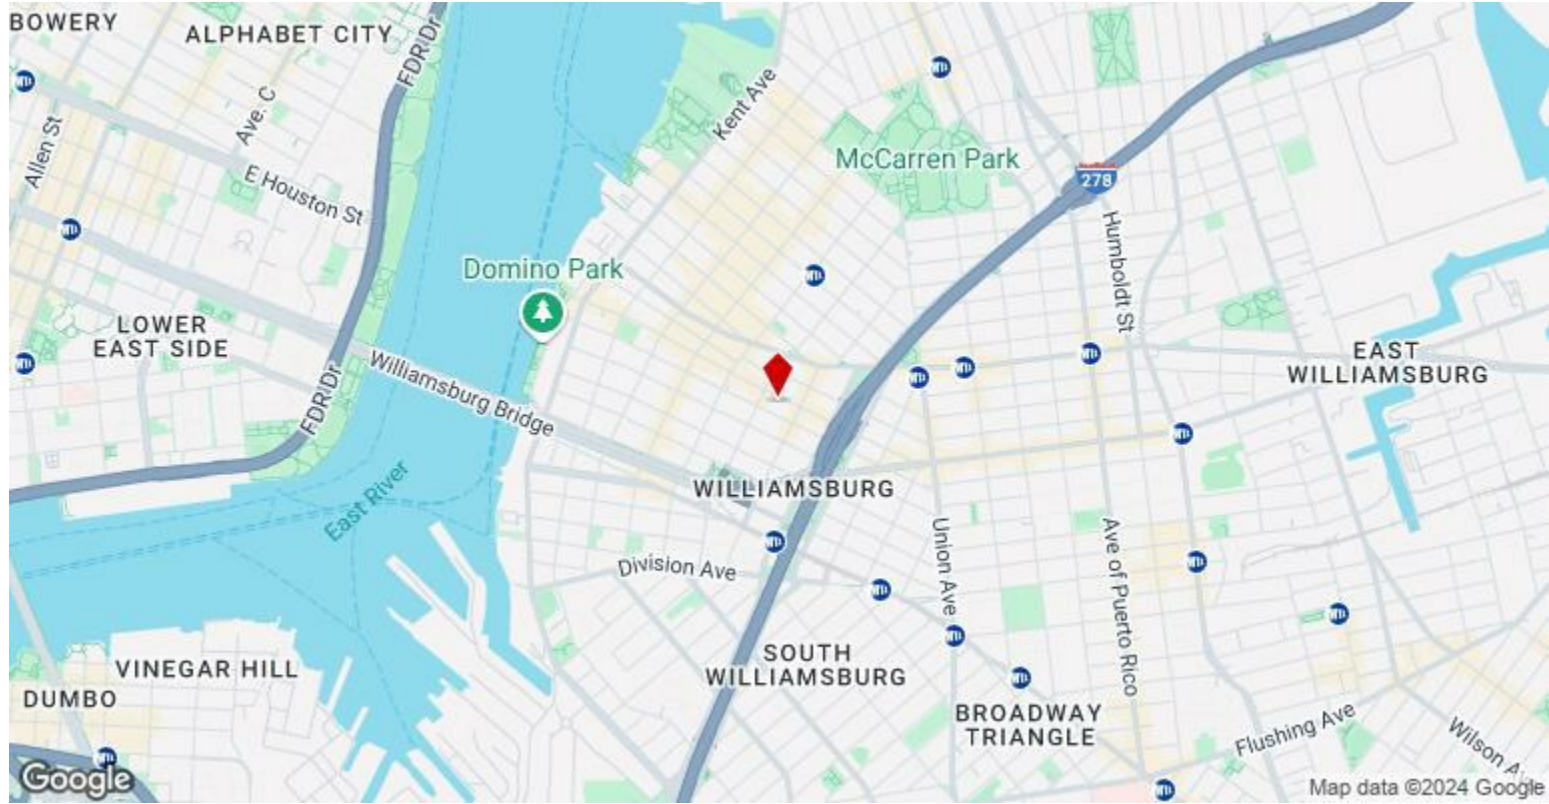 BOWERY
ALPHABET CITY
FDR Dr
Ave. C
Allen St
E Houston St
Kent Ave
McCarren Park
278
Humboldt St
Domino Park
LOWER
EAST SIDE
Williamsburg Bridge
FDR Dr
EAST
WILLIAMSBURG
WILLIAMSBURG
East River
Division Ave
Union Ave
Ave of Puerto Rico
SOUTH
WILLIAMSBURG
VINEGAR HILL
DUMBO
BROADWAY
TRIANGLE
Flushing Ave
Wilson A
Google
Map data ©2024 Google